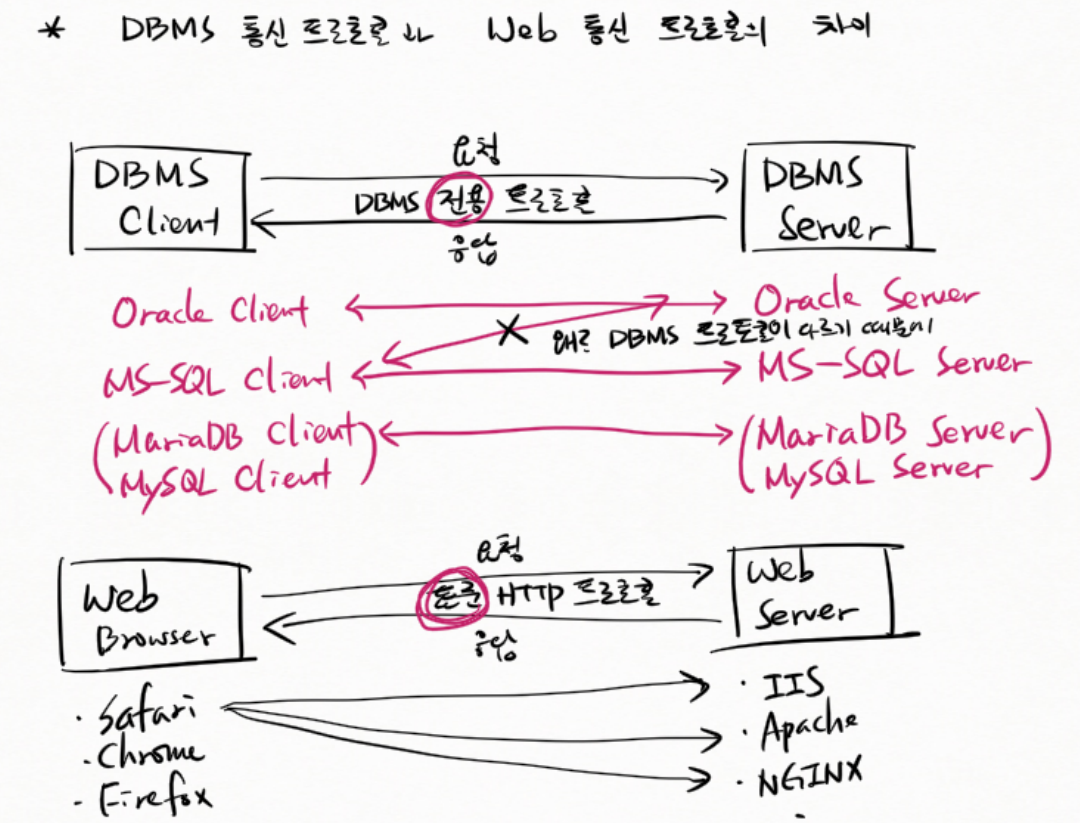 * DBMS 통신 프로토콜과 Web 통신 프로토콜의 차이
요청
DBMS Client
DBMS 전용 프로토콜
DBMS Server
응답
Oracle Client
Oracle Server
왜? DBMS 프로토콜이 다르기 때문에
MS-SQL Client
MS-SQL Server
(MariaDB Client
MySQL Client)
(MariaDB Server
MySQL Server)
요청
Web Browser
표준 HTTP 프로토콜
Web Server
응답
· Safari
· Chrome
· Firefox
· IIS
· Apache
· NGINX